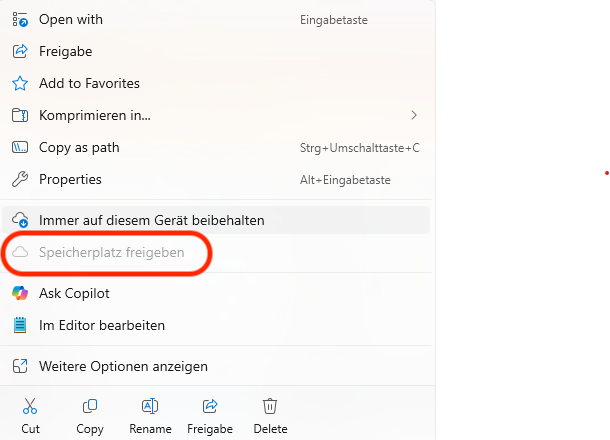 Open with Eingabetaste
Freigabe
Add to Favorites
Komprimieren in...
Copy as path Strg+Umschalttaste+C
Properties Alt+Eingabetaste
Immer auf diesem Gerät beibehalten
Speicherplatz freigeben
Ask Copilot
Im Editor bearbeiten
Weitere Optionen anzeigen
Cut Copy Rename Freigabe Delete